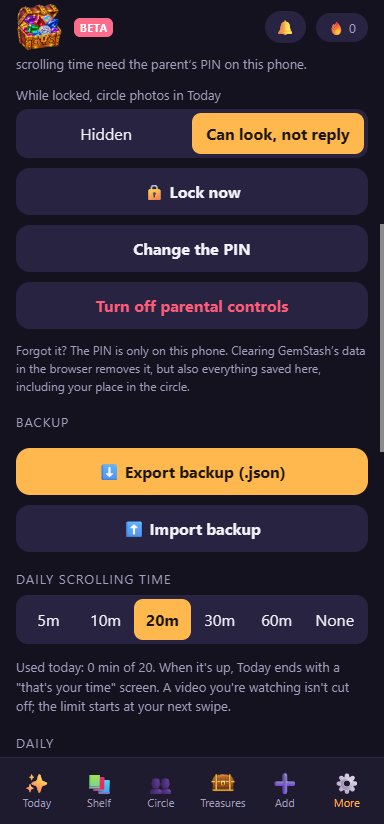 BETA
0
scrolling time need the parent's PIN on this phone.
While locked, circle photos in Today
Hidden
Can look, not reply
Lock now
Change the PIN
Turn off parental controls
Forgot it? The PIN is only on this phone. Clearing GemStash's data
in the browser removes it, but also everything saved here,
including your place in the circle.
BACKUP
Export backup (.json)
Import backup
DAILY SCROLLING TIME
5m 10m 20m 30m 60m None
Used today: 0 min of 20. When it's up, Today ends with a
"that's your time" screen. A video you're watching isn't cut
off; the limit starts at your next swipe.
DAILY
Today Shelf Circle Treasures Add More